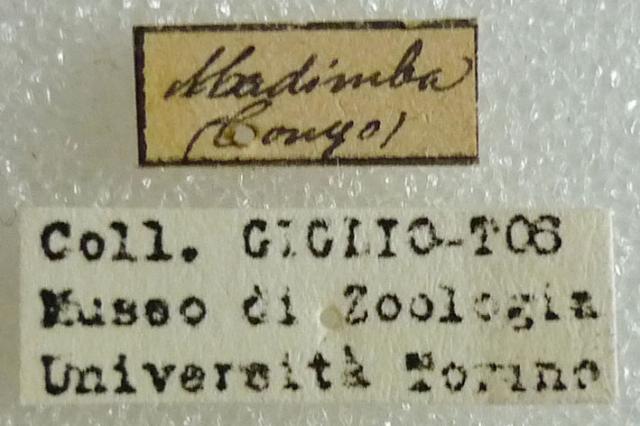 Madimba
(Congo)
Coll. GIGLIO-TOS
Museo di Zoologia
Università Torino